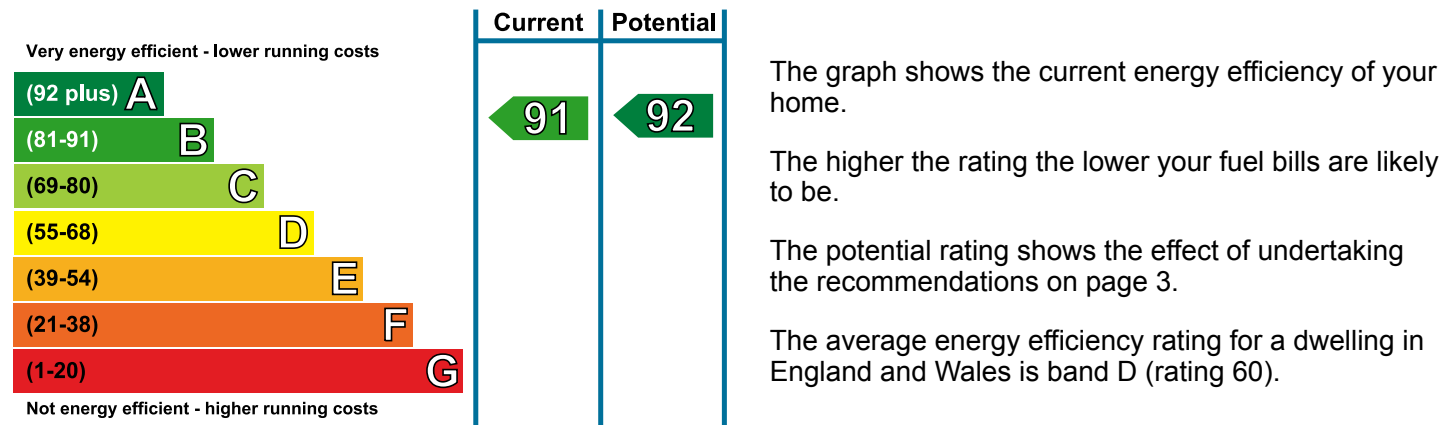 Current Potential
Very energy efficient - lower running costs
(92 plus) A
(81-91) B
(69-80) C
(55-68) D
(39-54) E
(21-38) F
(1-20) G
Not energy efficient - higher running costs
91 92
The graph shows the current energy efficiency of your
home.
The higher the rating the lower your fuel bills are likely
to be.
The potential rating shows the effect of undertaking
the recommendations on page 3.
The average energy efficiency rating for a dwelling in
England and Wales is band D (rating 60).